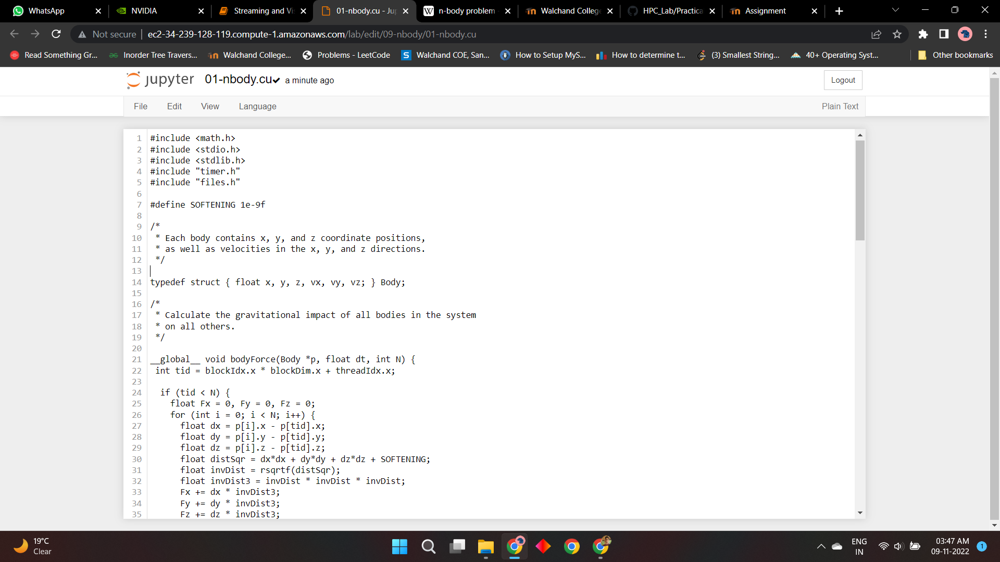 WhatsApp
NVIDIA
Streaming and Vi
01-nbody.cu - Ju
n-body problem
Walchand College
HPC_Lab/Practica
Assignment
Not secure
ec2-34-239-128-119.compute-1.amazonaws.com/lab/edit/09-nbody/01-nbody.cu
Read Something Gr...
Inorder Tree Travers...
Walchand College...
Problems - LeetCode
Walchand COE, San...
How to Setup MyS...
How to determine t...
(3) Smallest String...
40+ Operating Syst...
Other bookmarks
jupyter 01-nbody.cu✔ a minute ago
Logout
File Edit View Language
Plain Text
1 #include <math.h>
2 #include <stdio.h>
3 #include <stdlib.h>
4 #include "timer.h"
5 #include "files.h"
6
7 #define SOFTENING 1e-9f
8
9 /*
10  * Each body contains x, y, and z coordinate positions,
11  * as well as velocities in the x, y, and z directions.
12  */
13
14 typedef struct { float x, y, z, vx, vy, vz; } Body;
15
16 /*
17  * Calculate the gravitational impact of all bodies in the system
18  * on all others.
19  */
20
21 __global__ void bodyForce(Body *p, float dt, int N) {
22  int tid = blockIdx.x * blockDim.x + threadIdx.x;
23
24   if (tid < N) {
25     float Fx = 0, Fy = 0, Fz = 0;
26     for (int i = 0; i < N; i++) {
27       float dx = p[i].x - p[tid].x;
28       float dy = p[i].y - p[tid].y;
29       float dz = p[i].z - p[tid].z;
30       float distSqr = dx*dx + dy*dy + dz*dz + SOFTENING;
31       float invDist = rsqrtf(distSqr);
32       float invDist3 = invDist * invDist * invDist;
33       Fx += dx * invDist3;
34       Fy += dy * invDist3;
35       Fz += dz * invDist3;
19°C
Clear
ENG
IN
03:47 AM
09-11-2022
1